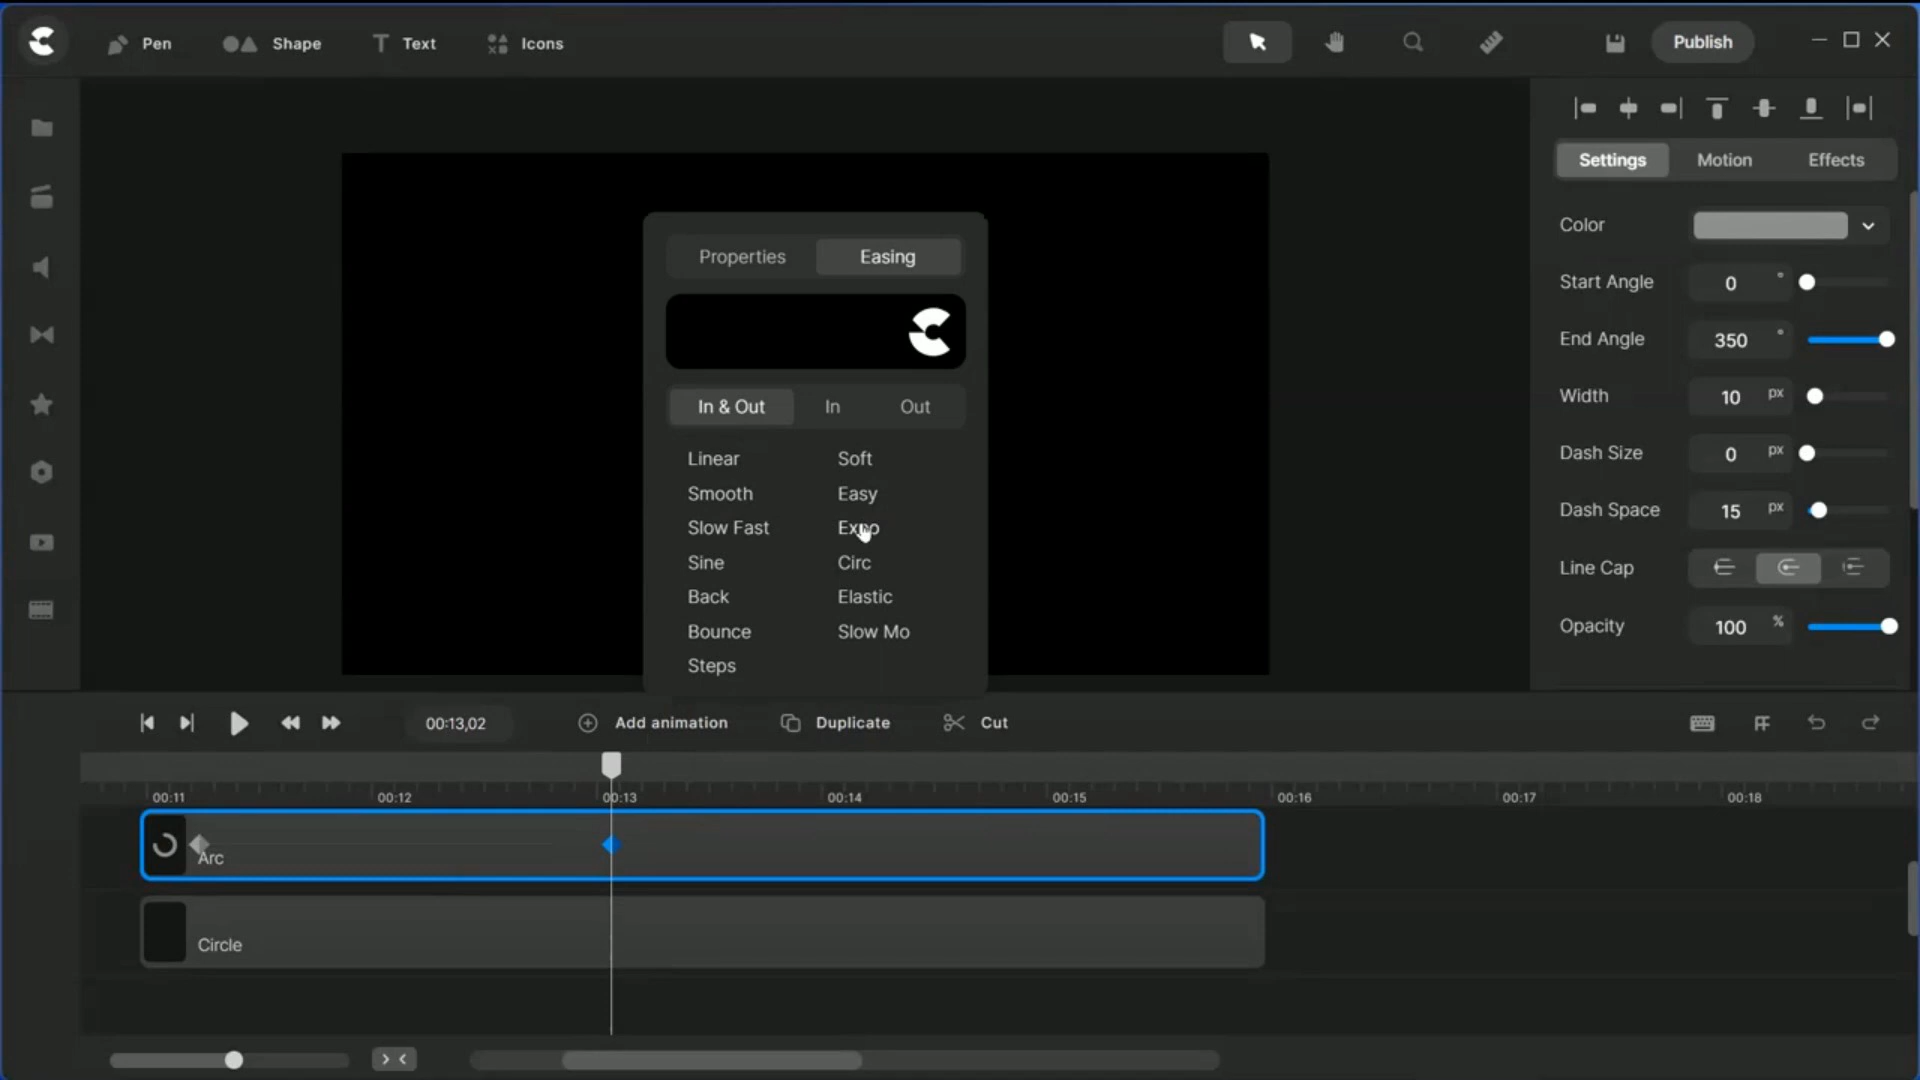 Pen Shape Text Icons Publish
Settings Motion Effects
Color
Start Angle 0 °
End Angle 350 °
Width 10 px
Dash Size 0 px
Dash Space 15 px
Line Cap
Opacity 100 %
Properties Easing
In & Out In Out
Linear Soft
Smooth Easy
Slow Fast Expo
Sine Circ
Back Elastic
Bounce Slow Mo
Steps
00:13,02 Add animation Duplicate Cut
00:11 00:12 00:13 00:14 00:15 00:16 00:17 00:18
Arc
Circle